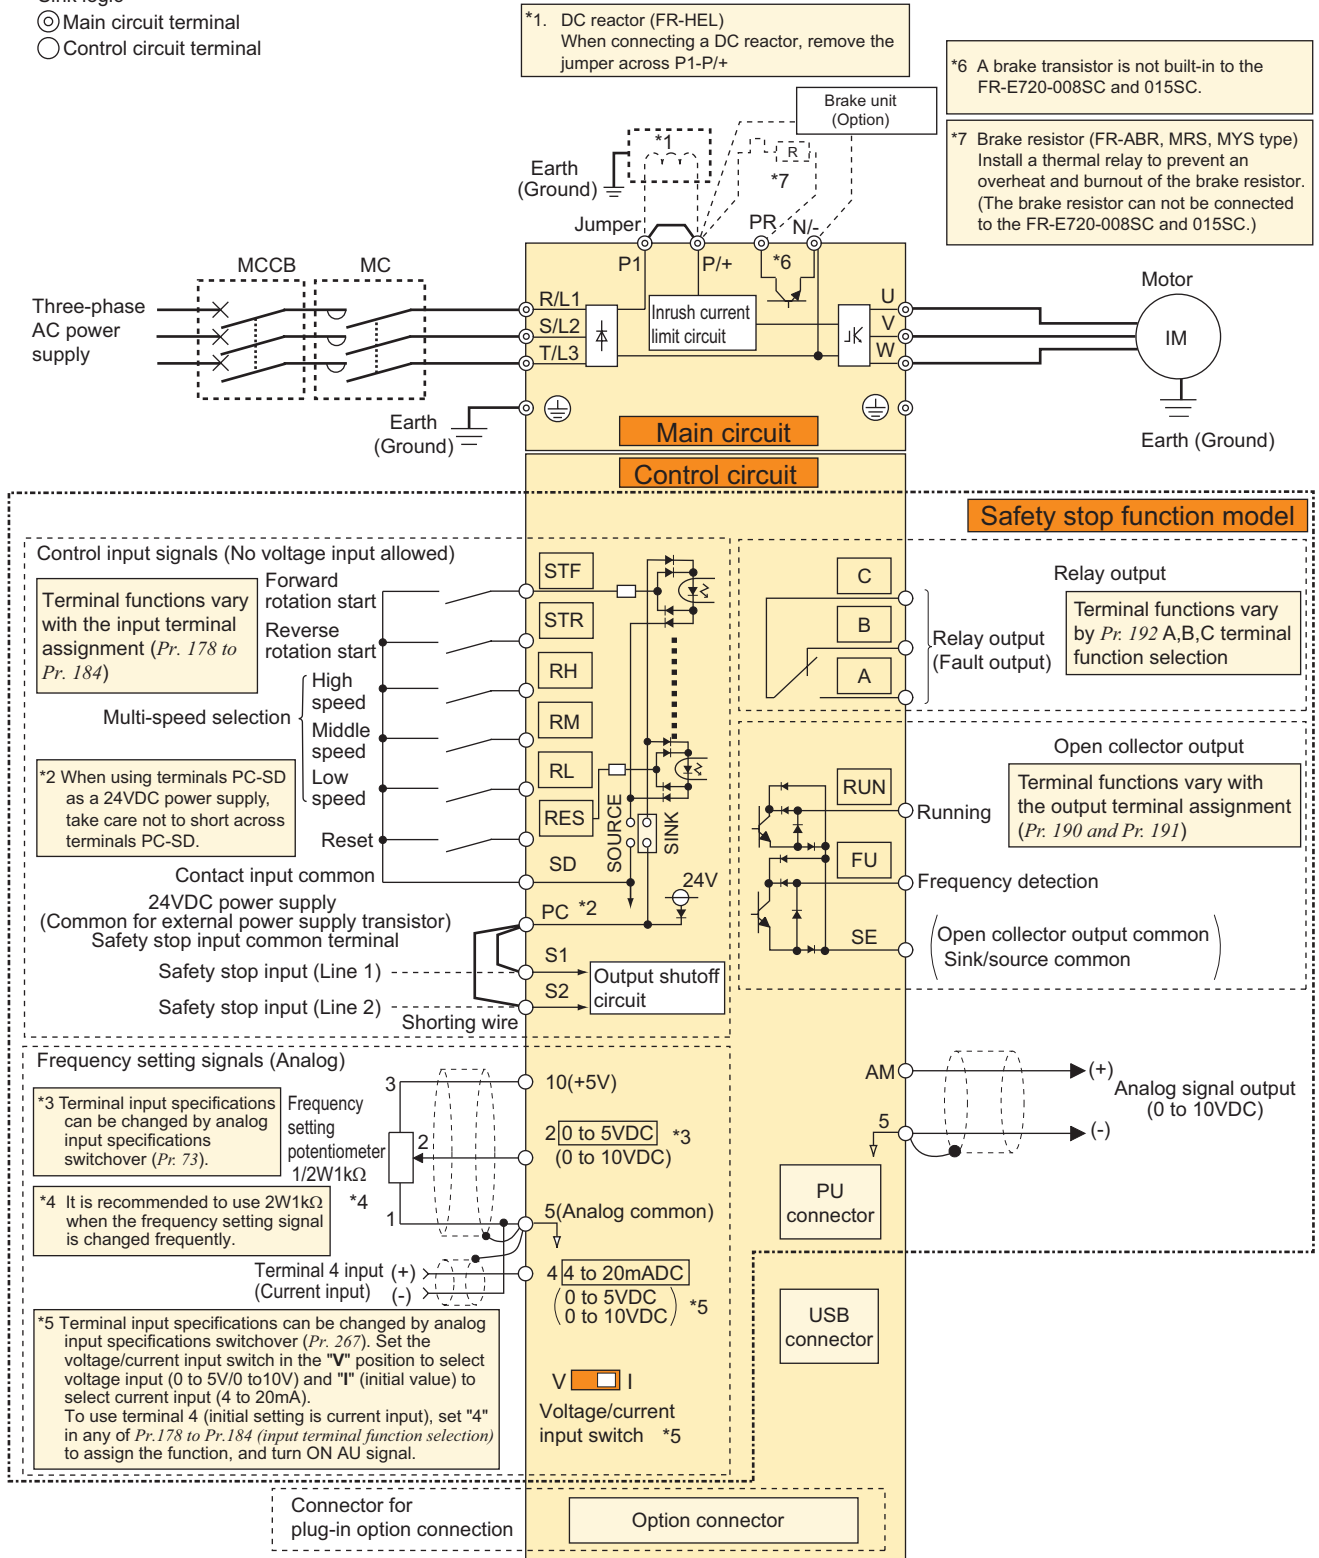 Main circuit terminal
Control circuit terminal
*1. DC reactor (FR-HEL)
When connecting a DC reactor, remove the
jumper across P1-P/+
*6 A brake transistor is not built-in to the
FR-E720-008SC and 015SC.
*7 Brake resistor (FR-ABR, MRS, MYS type)
Install a thermal relay to prevent an
overheat and burnout of the brake resistor.
(The brake resistor can not be connected
to the FR-E720-008SC and 015SC.)
Brake unit
(Option)
*1
R
*7
Earth
(Ground)
Jumper
PR
N/-
P1
P/+
*6
MCCB
MC
Motor
Three-phase
AC power
supply
R/L1
S/L2
T/L3
Inrush current
limit circuit
U
V
W
IM
Earth
(Ground)
Earth (Ground)
Main circuit
Control circuit
Safety stop function model
Control input signals (No voltage input allowed)
Terminal functions vary
with the input terminal
assignment (Pr. 178 to
Pr. 184)
Forward
rotation start
Reverse
rotation start
Multi-speed selection
High
speed
Middle
speed
Low
speed
*2 When using terminals PC-SD
as a 24VDC power supply,
take care not to short across
terminals PC-SD.
Reset
Contact input common
24VDC power supply
(Common for external power supply transistor)
Safety stop input common terminal
Safety stop input (Line 1)
Safety stop input (Line 2)
Shorting wire
STF
STR
RH
RM
RL
RES
SD
PC *2
S1
S2
SOURCE
SINK
24V
Output shutoff
circuit
C
B
A
Relay output
Relay output
(Fault output)
Terminal functions vary
by Pr. 192 A,B,C terminal
function selection
Open collector output
Terminal functions vary with
the output terminal assignment
(Pr. 190 and Pr. 191)
RUN
Running
FU
Frequency detection
SE
Open collector output common
Sink/source common
Frequency setting signals (Analog)
*3 Terminal input specifications
can be changed by analog
input specifications
switchover (Pr. 73).
Frequency
setting
potentiometer
1/2W1kΩ
*4
3
2
1
*4 It is recommended to use 2W1kΩ
when the frequency setting signal
is changed frequently.
10(+5V)
2 0 to 5VDC *3
(0 to 10VDC)
5(Analog common)
Terminal 4 input (+)
(Current input) (-)
4 4 to 20mADC
(0 to 5VDC
0 to 10VDC) *5
*5 Terminal input specifications can be changed by analog
input specifications switchover (Pr. 267). Set the
voltage/current input switch in the "V" position to select
voltage input (0 to 5V/0 to10V) and "I" (initial value) to
select current input (4 to 20mA).
To use terminal 4 (initial setting is current input), set "4"
in any of Pr.178 to Pr.184 (input terminal function selection)
to assign the function, and turn ON AU signal.
V I
Voltage/current
input switch *5
AM
(+)
Analog signal output
(0 to 10VDC)
5
(-)
PU
connector
USB
connector
Connector for
plug-in option connection
Option connector